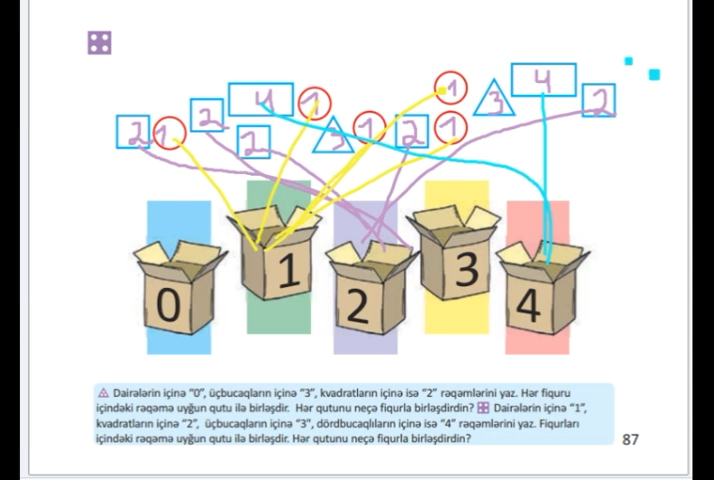 4 1 1 3 4 2
2 1 2 2 3 1 2 1
0 1 2 3 4
Dairələrin içinə "0", üçbucaqların içinə "3", kvadratların içinə isə "2" rəqəmlərini yaz. Hər fiquru
içindəki rəqəmə uyğun qutu ilə birləşdir. Hər qutunu neçə fiqurla birləşdirdin? Dairələrin içinə "1",
kvadratların içinə "2", üçbucaqların içinə "3", dördbucaqlıların içinə isə "4" rəqəmlərini yaz. Fiqurları
içindəki rəqəmə uyğun qutu ilə birləşdir. Hər qutunu neçə fiqurla birləşdirdin?
87